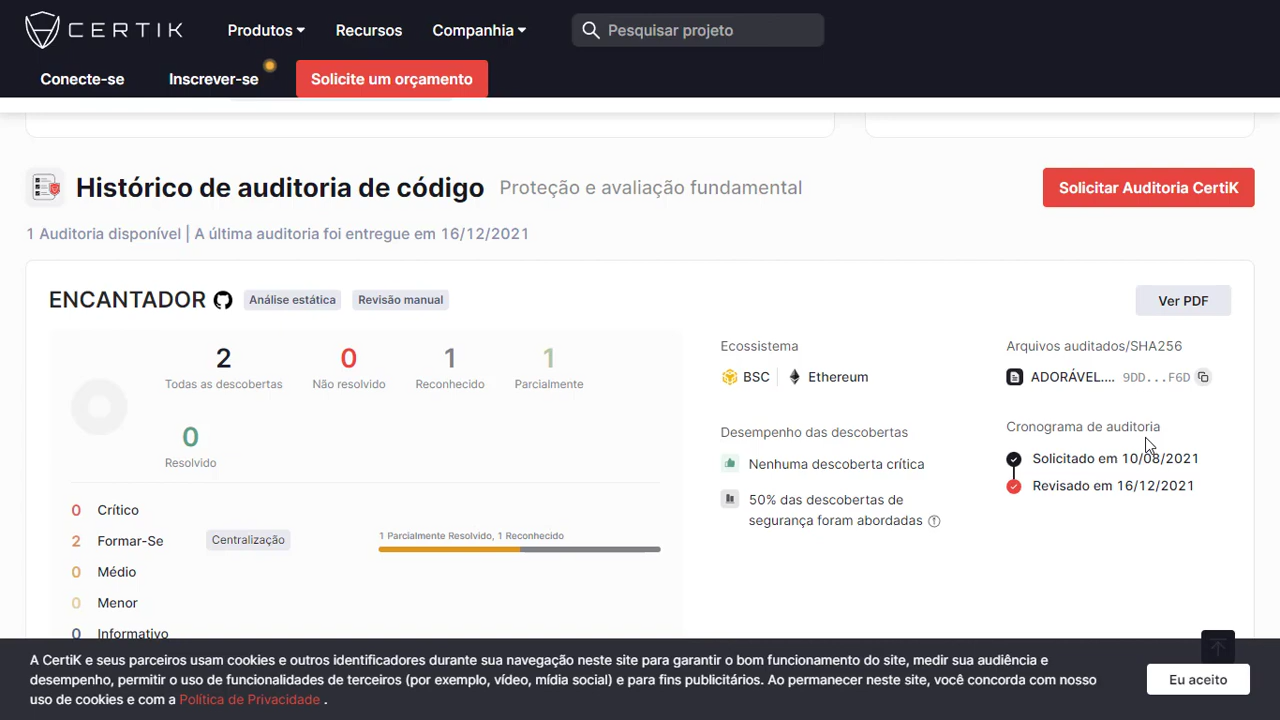 CERTIK
Produtos
Recursos
Companhia
Pesquisar projeto
Conecte-se
Inscrever-se
Solicite um orçamento
Histórico de auditoria de código
Proteção e avaliação fundamental
Solicitar Auditoria CertiK
1 Auditoria disponível | A última auditoria foi entregue em 16/12/2021
ENCANTADOR
Análise estática
Revisão manual
Ver PDF
2
Todas as descobertas
0
Não resolvido
1
Reconhecido
1
Parcialmente
0
Resolvido
0 Crítico
2 Formar-Se
Centralização
1 Parcialmente Resolvido, 1 Reconhecido
0 Médio
0 Menor
0 Informativo
Ecossistema
BSC
Ethereum
Desempenho das descobertas
Nenhuma descoberta crítica
50% das descobertas de
segurança foram abordadas
Arquivos auditados/SHA256
ADORÁVEL.... 9DD...F6D
Cronograma de auditoria
Solicitado em 10/08/2021
Revisado em 16/12/2021
A CertiK e seus parceiros usam cookies e outros identificadores durante sua navegação neste site para garantir o bom funcionamento do site, medir sua audiência e
desempenho, permitir o uso de funcionalidades de terceiros (por exemplo, vídeo, mídia social) e para fins publicitários. Ao permanecer neste site, você concorda com nosso
uso de cookies e com a Política de Privacidade .
Eu aceito